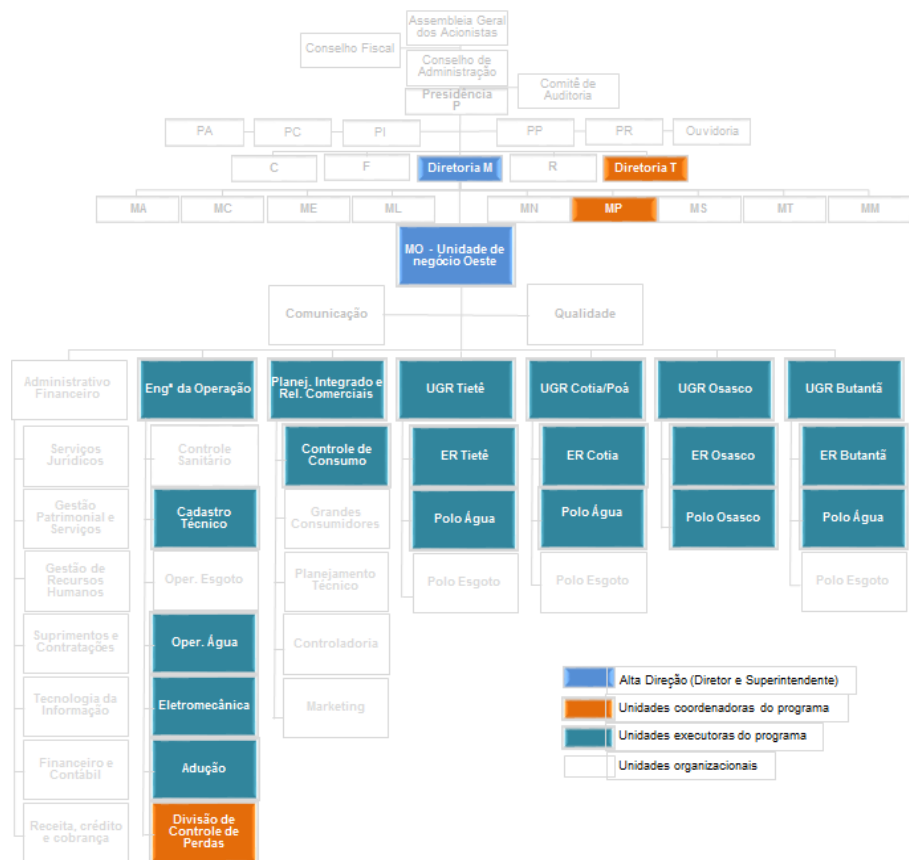 Assembleia Geral
dos Acionistas
Conselho Fiscal
Conselho de
Administração
Comitê de
Auditoria
Presidência
P
PA
PC
PI
PP
PR
Ouvidoria
C
F
Diretoria M
R
Diretoria T
MA
MC
ME
ML
MN
MP
MS
MT
MM
MO - Unidade de
negócio Oeste
Comunicação
Qualidade
Administrativo
Financeiro
Engª da Operação
Planej. Integrado e
Rel. Comerciais
UGR Tietê
UGR Cotia/Poá
UGR Osasco
UGR Butantã
Serviços
Jurídicos
Controle
Sanitário
Controle de
Consumo
ER Tietê
ER Cotia
ER Osasco
ER Butantã
Gestão
Patrimonial e
Serviços
Cadastro
Técnico
Grandes
Consumidores
Polo Água
Polo Água
Polo Osasco
Polo Água
Gestão de
Recursos
Humanos
Oper. Esgoto
Planejamento
Técnico
Polo Esgoto
Polo Esgoto
Polo Esgoto
Suprimentos e
Contratações
Oper. Água
Controladoria
Tecnologia da
Informação
Eletromecânica
Marketing
Financeiro e
Contábil
Adução
Receita, crédito
e cobrança
Divisão de
Controle de
Perdas
Alta Direção (Diretor e Superintendente)
Unidades coordenadoras do programa
Unidades executoras do programa
Unidades organizacionais